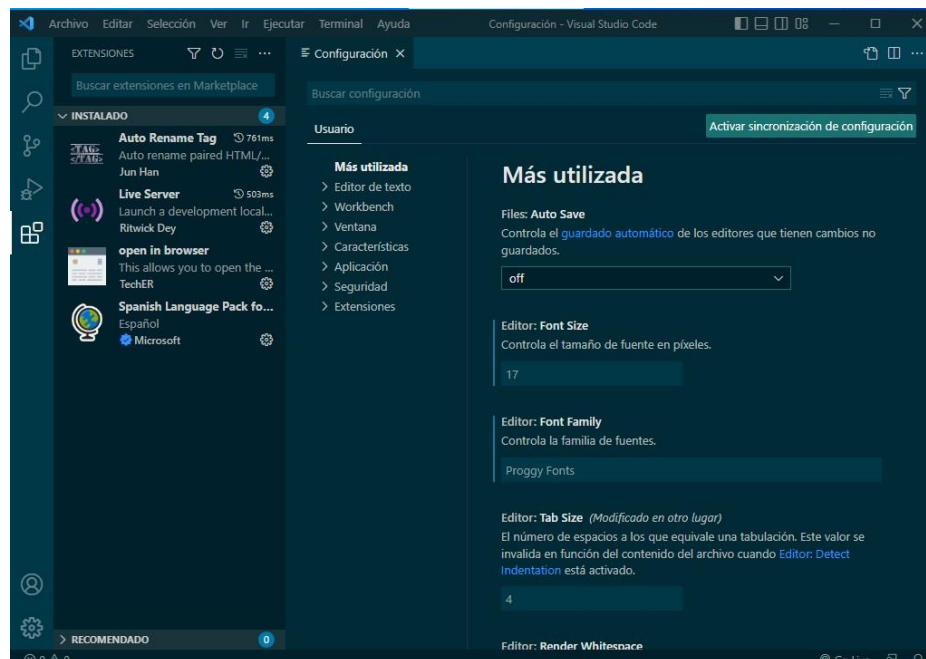 Archivo Editar Selección Ver Ir Ejecutar Terminal Ayuda Configuración - Visual Studio Code
EXTENSIONES
Buscar extensiones en Marketplace
INSTALADO 4
Auto Rename Tag 761ms
<TAG>
</TAG>
Auto rename paired HTML/...
Jun Han
Live Server 503ms
Launch a development local...
Ritwick Dey
open in browser
This allows you to open the ...
TechER
Spanish Language Pack fo...
Español
Microsoft
RECOMENDADO 0
Configuración
Buscar configuración
Usuario
Activar sincronización de configuración
Más utilizada
Editor de texto
Workbench
Ventana
Características
Aplicación
Seguridad
Extensiones
Más utilizada
Files: Auto Save
Controla el guardado automático de los editores que tienen cambios no
guardados.
off
Editor: Font Size
Controla el tamaño de fuente en píxeles.
17
Editor: Font Family
Controla la familia de fuentes.
Proggy Fonts
Editor: Tab Size (Modificado en otro lugar)
El número de espacios a los que equivale una tabulación. Este valor se
invalida en función del contenido del archivo cuando Editor: Detect
Indentation está activado.
4
Editor: Render Whitespace